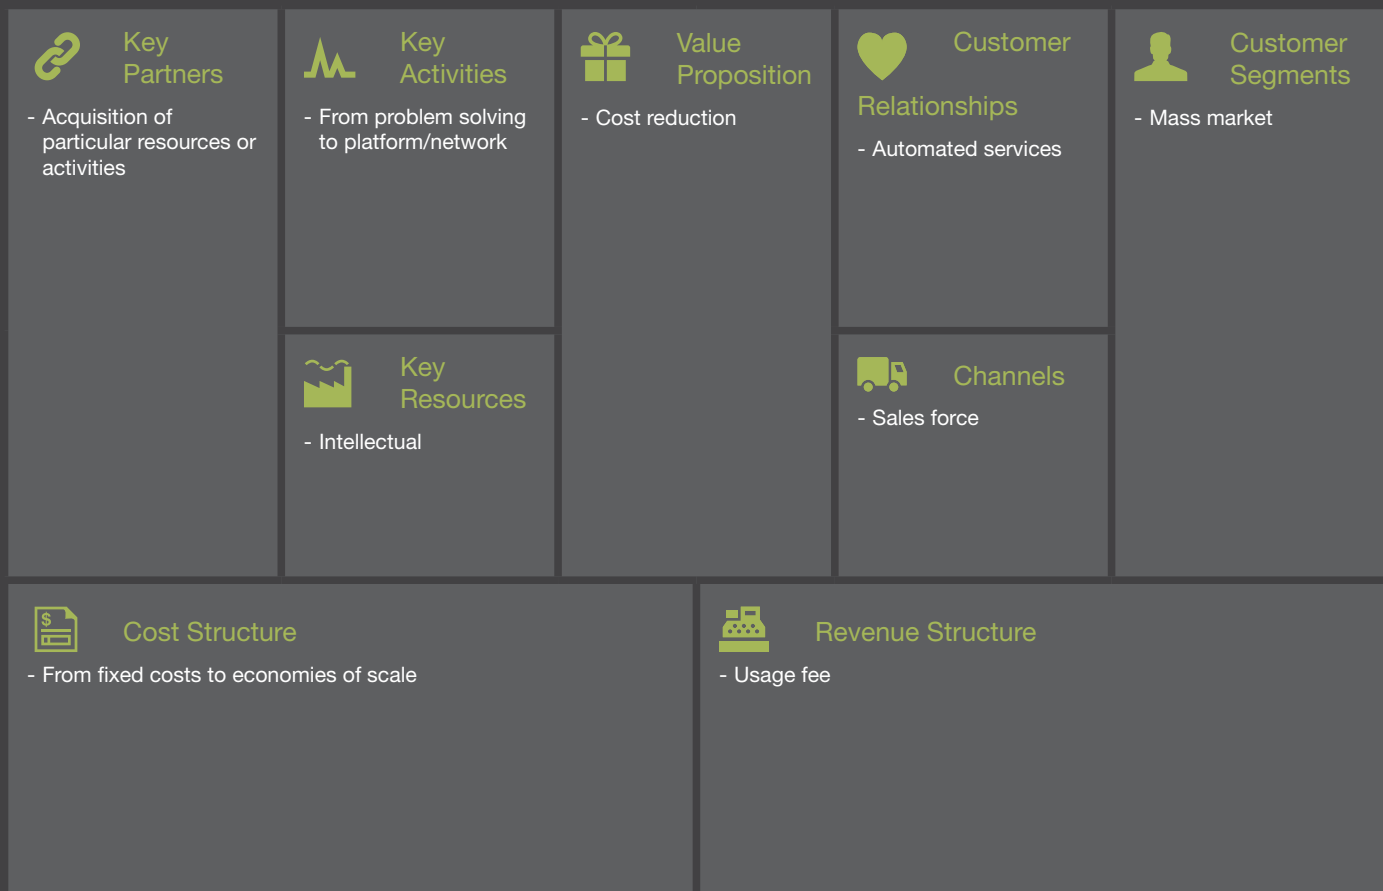 Key
Partners
- Acquisition of
particular resources or
activities
Key
Activities
- From problem solving
to platform/network
Key
Resources
- Intellectual
Value
Proposition
- Cost reduction
Customer
Relationships
- Automated services
Channels
- Sales force
Customer
Segments
- Mass market
$
Cost Structure
- From fixed costs to economies of scale
Revenue Structure
- Usage fee